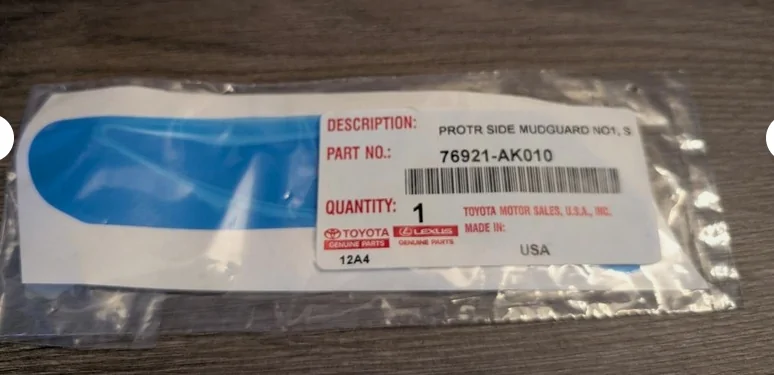 DESCRIPTION: PROTR SIDE MUDGUARD NO1, S
PART NO.: 76921-AK010
QUANTITY: 1 TOYOTA MOTOR SALES, U.S.A., INC.
TOYOTA LEXUS MADE IN:
GENUINE PARTS GENUINE PARTS
12A4 USA